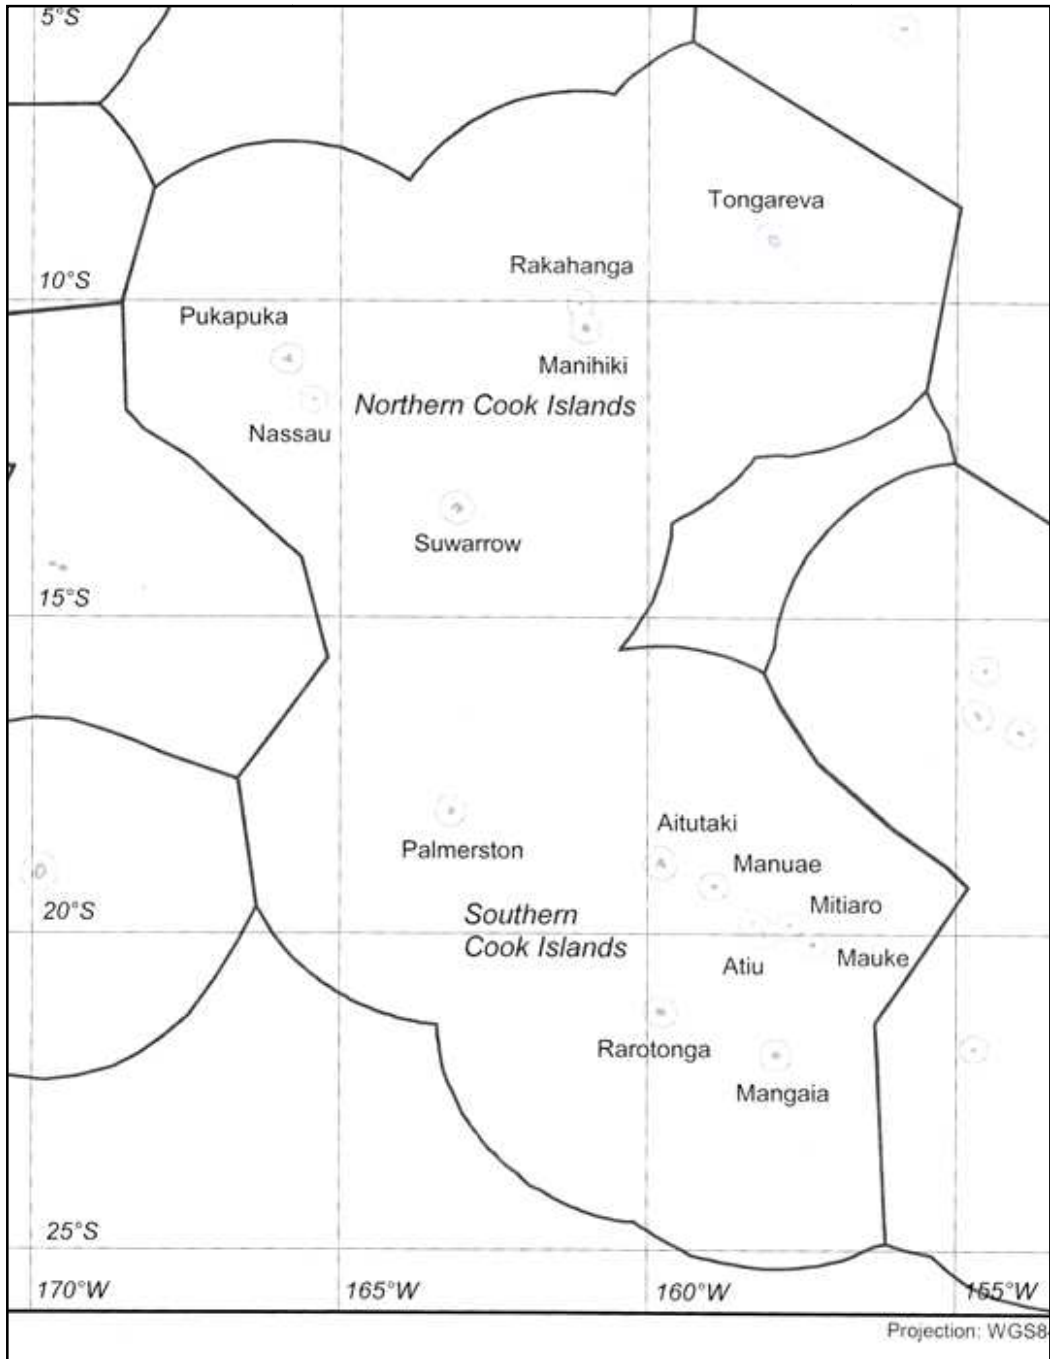 5°S
Tongareva
Rakahanga
10°S
Pukapuka
Manihiki
Northern Cook Islands
Nassau
Suwarrow
15°S
Aitutaki
Palmerston
Manuae
Mitiaro
20°S
Southern
Cook Islands
Mauke
Atiu
Rarotonga
Mangaia
25°S
170°W
165°W
160°W
155°W
Projection: WGS84